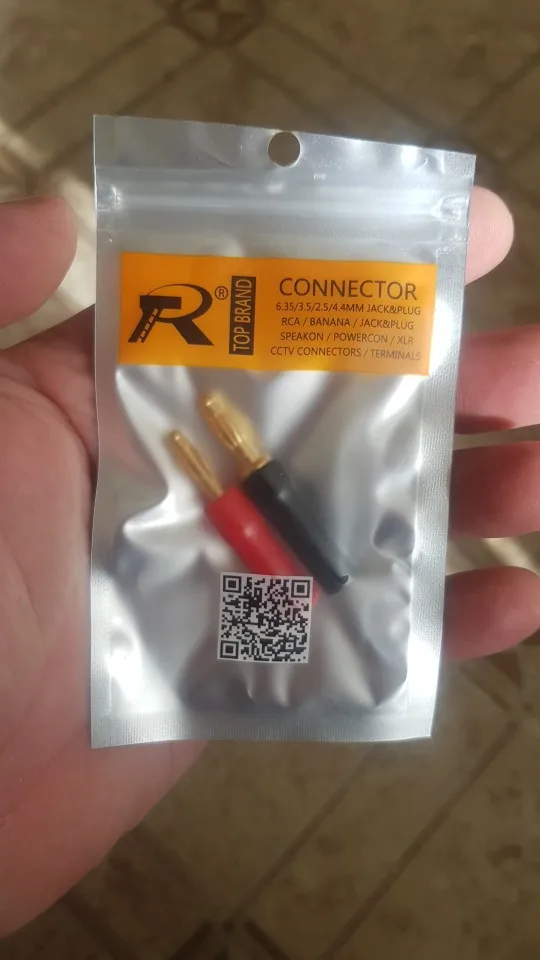 R®
TOP BRAND
CONNECTOR
6.35/3.5/2.5/4.4MM JACK&PLUG
RCA / BANANA / JACK&PLUG
SPEAKON / POWERCON / XLR
CCTV CONNECTORS / TERMINALS